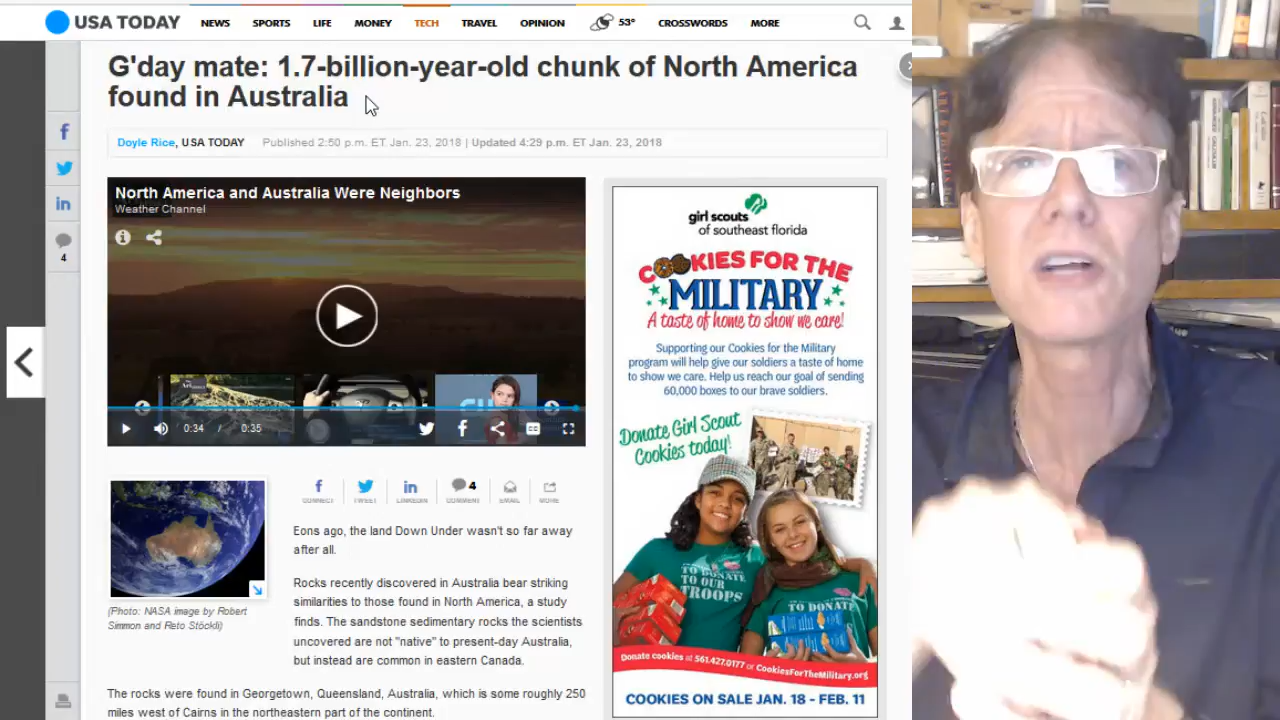 USA TODAY
NEWS SPORTS LIFE MONEY TECH TRAVEL OPINION 53° CROSSWORDS MORE
G'day mate: 1.7-billion-year-old chunk of North America
found in Australia
Doyle Rice, USA TODAY Published 2:50 p.m. ET Jan. 23, 2018 | Updated 4:29 p.m. ET Jan. 23, 2018
4
North America and Australia Were Neighbors
Weather Channel
0:34 / 0:35
CONNECT TWEET LINKEDIN 4 COMMENT EMAIL MORE
(Photo: NASA image by Robert
Simmon and Reto Stöckli)
Eons ago, the land Down Under wasn't so far away
after all.
Rocks recently discovered in Australia bear striking
similarities to those found in North America, a study
finds. The sandstone sedimentary rocks the scientists
uncovered are not "native" to present-day Australia,
but instead are common in eastern Canada.
The rocks were found in Georgetown, Queensland, Australia, which is some roughly 250
miles west of Cairns in the northeastern part of the continent.
girl scouts
of southeast florida
COOKIES FOR THE
MILITARY
A taste of home to show we care!
Supporting our Cookies for the Military
program will help give our soldiers a taste of home
to show we care. Help us reach our goal of sending
60,000 boxes to our brave soldiers.
Donate Girl Scout
Cookies today!
TO DONATE
TO OUR
TROOPS
TO DONATE
Donate cookies at 561.427.0177 or CookiesForTheMilitary.org
COOKIES ON SALE JAN. 18 - FEB. 11